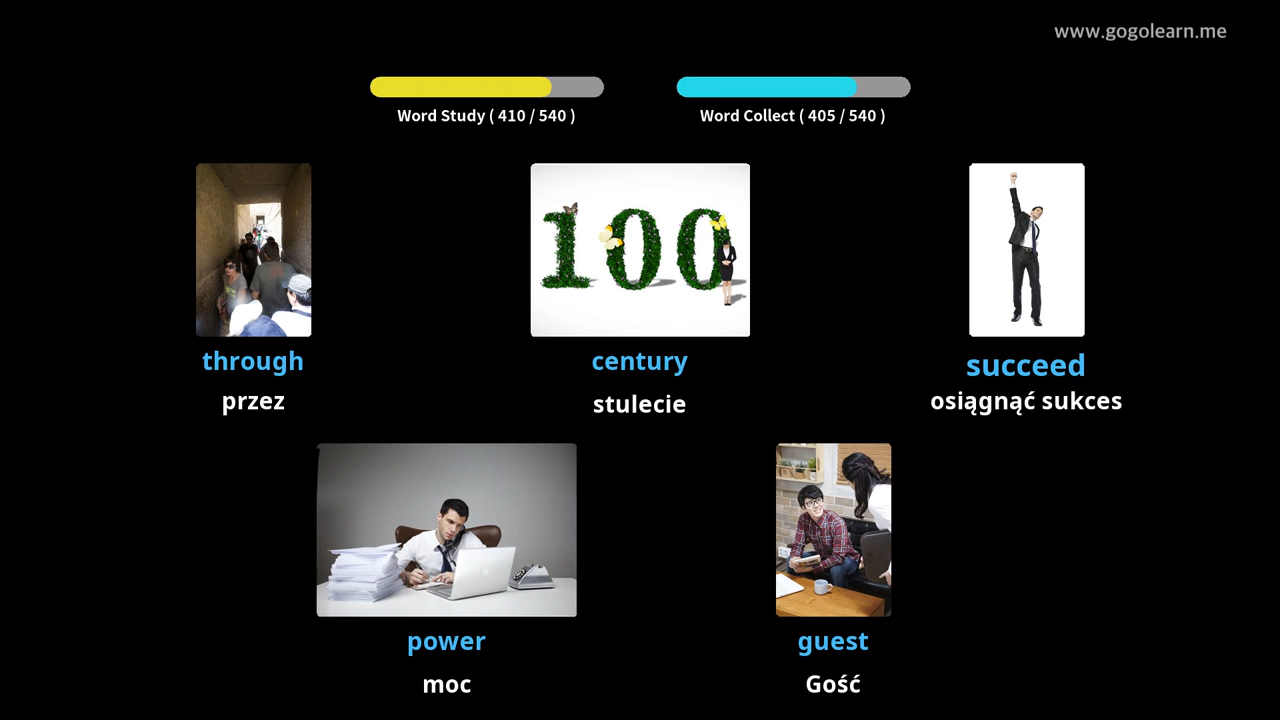 www.gogolearn.me
Word Study ( 410 / 540 )
Word Collect ( 405 / 540 )
100
through
przez
century
stulecie
succeed
osiągnąć sukces
power
moc
guest
Gość